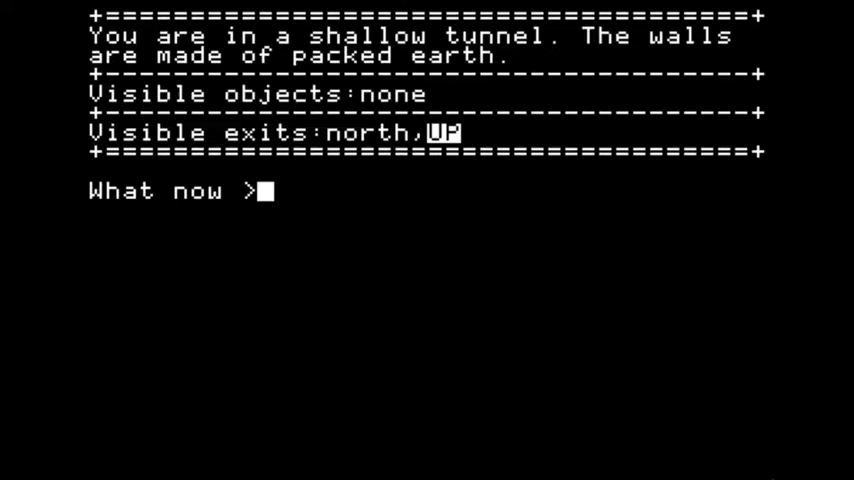 +======================================+
You are in a shallow tunnel. The walls
are made of packed earth.
+--------------------------------------+
Visible objects:none
+--------------------------------------+
Visible exits:north,UP
+======================================+
What now >